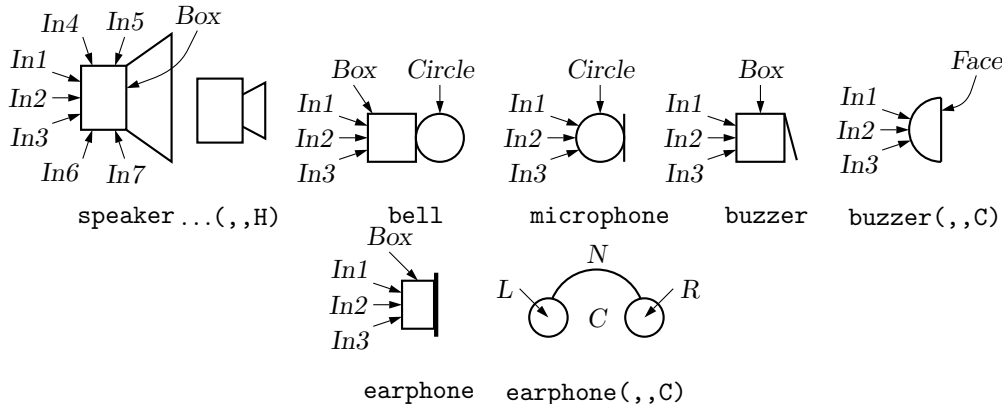 In4 In5 Box
In1
In2
In3
In6 In7
Box Circle
In1
In2
In3
Circle
In1
In2
In3
Box
In1
In2
In3
Face
In1
In2
In3
speaker ...(,,H) bell microphone buzzer buzzer(,,C)
Box
In1
In2
In3
N
L R
C
earphone earphone(,,C)